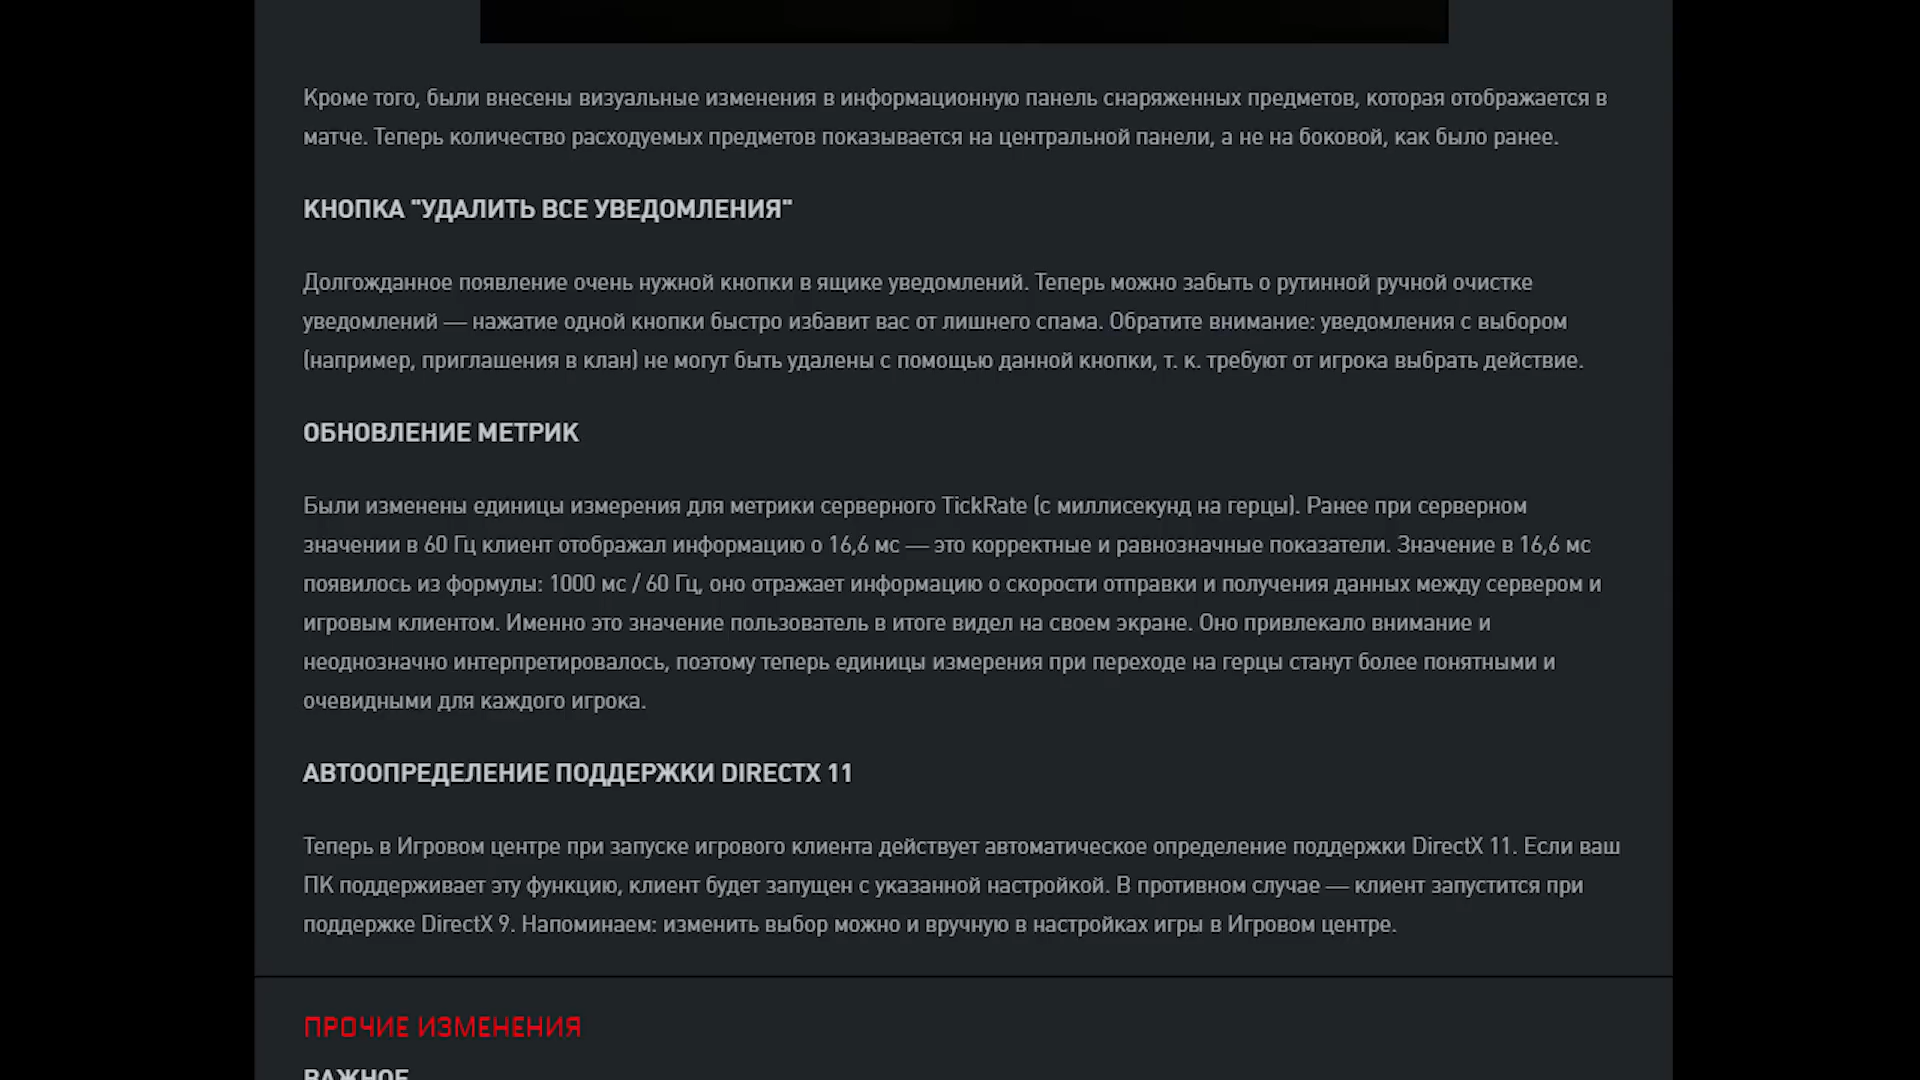 Кроме того, были внесены визуальные изменения в информационную панель снаряженных предметов, которая отображается в
матче. Теперь количество расходуемых предметов показывается на центральной панели, а не на боковой, как было ранее.
КНОПКА "УДАЛИТЬ ВСЕ УВЕДОМЛЕНИЯ"
Долгожданное появление очень нужной кнопки в ящике уведомлений. Теперь можно забыть о рутинной ручной очистке
уведомлений — нажатие одной кнопки быстро избавит вас от лишнего спама. Обратите внимание: уведомления с выбором
(например, приглашения в клан) не могут быть удалены с помощью данной кнопки, т. к. требуют от игрока выбрать действие.
ОБНОВЛЕНИЕ МЕТРИК
Были изменены единицы измерения для метрики серверного TickRate (с миллисекунд на герцы). Ранее при серверном
значении в 60 Гц клиент отображал информацию о 16,6 мс — это корректные и равнозначные показатели. Значение в 16,6 мс
появилось из формулы: 1000 мс / 60 Гц, оно отражает информацию о скорости отправки и получения данных между сервером и
игровым клиентом. Именно это значение пользователь в итоге видел на своем экране. Оно привлекало внимание и
неоднозначно интерпретировалось, поэтому теперь единицы измерения при переходе на герцы станут более понятными и
очевидными для каждого игрока.
АВТООПРЕДЕЛЕНИЕ ПОДДЕРЖКИ DIRECTX 11
Теперь в Игровом центре при запуске игрового клиента действует автоматическое определение поддержки DirectX 11. Если ваш
ПК поддерживает эту функцию, клиент будет запущен с указанной настройкой. В противном случае — клиент запустится при
поддержке DirectX 9. Напоминаем: изменить выбор можно и вручную в настройках игры в Игровом центре.
ПРОЧИЕ ИЗМЕНЕНИЯ
ВАЖНОЕ